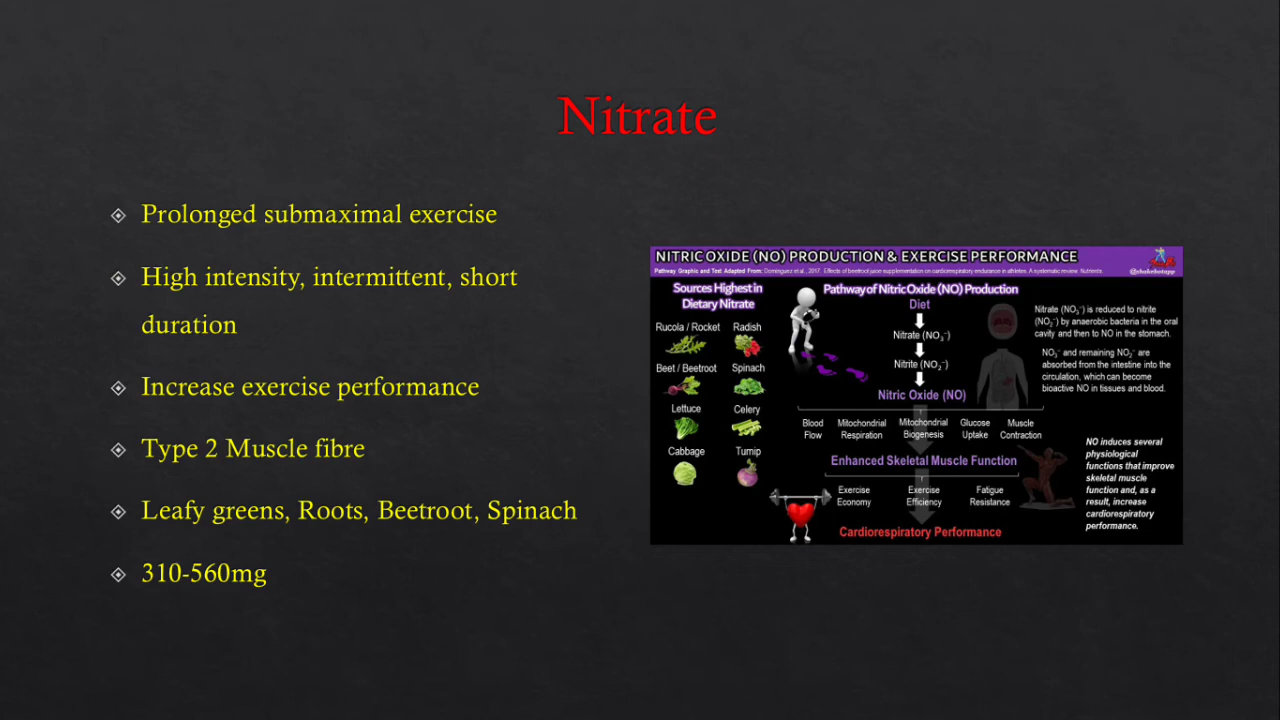 Nitrate
Prolonged submaximal exercise
High intensity, intermittent, short
duration
Increase exercise performance
Type 2 Muscle fibre
Leafy greens, Roots, Beetroot, Spinach
310-560mg
NITRIC OXIDE (NO) PRODUCTION & EXERCISE PERFORMANCE
Pathway Graphic and Text Adapted From: Dominguez et al., 2017 Effects of beetroot juice supplementation on cardiorespiratory endurance in athletes. A systematic review. Nutrients.
@shakebotapp
Sources Highest in
Dietary Nitrate
Rucola / Rocket
Radish
Beet / Beetroot
Spinach
Lettuce
Celery
Cabbage
Turnip
Pathway of Nitric Oxide (NO) Production
Diet
Nitrate (NO₃⁻)
Nitrite (NO₂⁻)
Nitric Oxide (NO)
Nitrate (NO₃⁻) is reduced to nitrite
(NO₂⁻) by anaerobic bacteria in the oral
cavity and then to NO in the stomach.
NO₃⁻ and remaining NO₂⁻ are
absorbed from the intestine into the
circulation, which can become
bioactive NO in tissues and blood.
Blood
Flow
Mitochondrial
Respiration
Mitochondrial
Biogenesis
Glucose
Uptake
Muscle
Contraction
Enhanced Skeletal Muscle Function
Exercise
Economy
Exercise
Efficiency
Fatigue
Resistance
Cardiorespiratory Performance
NO induces several
physiological
functions that improve
skeletal muscle
function and, as a
result, increase
cardiorespiratory
performance.